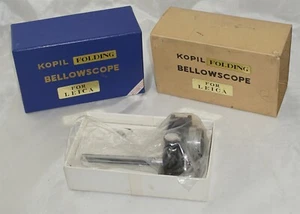 KOPIL FOLDING
BELLOWSCOPE
FOR
LEICA
KOPIL FOLDING
BELLOWSCOPE
FOR
LEICA